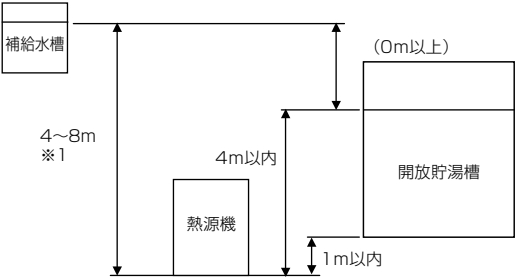 補給水槽
（0m以上）
4〜8m
※1
4m以内
開放貯湯槽
熱源機
1m以内